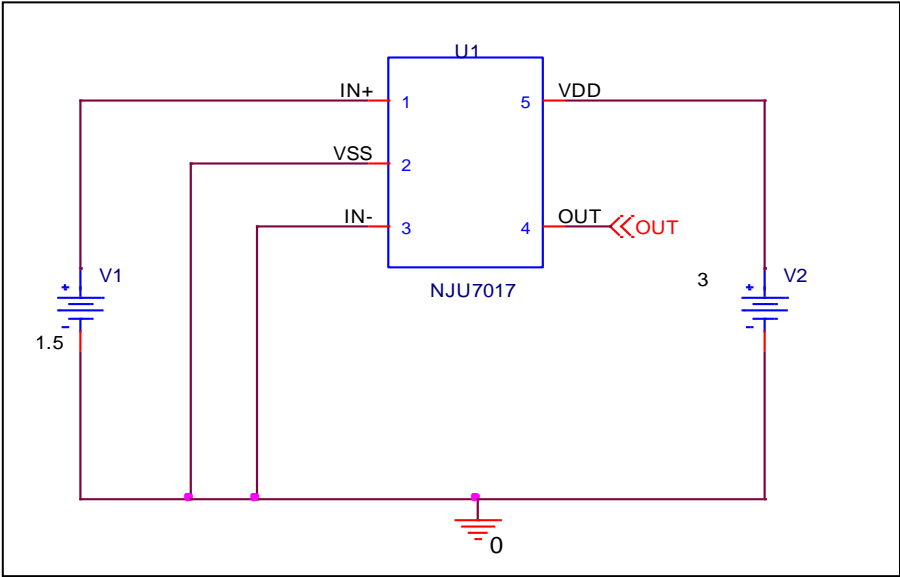 U1
IN+ 1 5 VDD
VSS 2
IN- 3 4 OUT OUT
NJU7017
V1 3 V2
+ +
- -
1.5
0